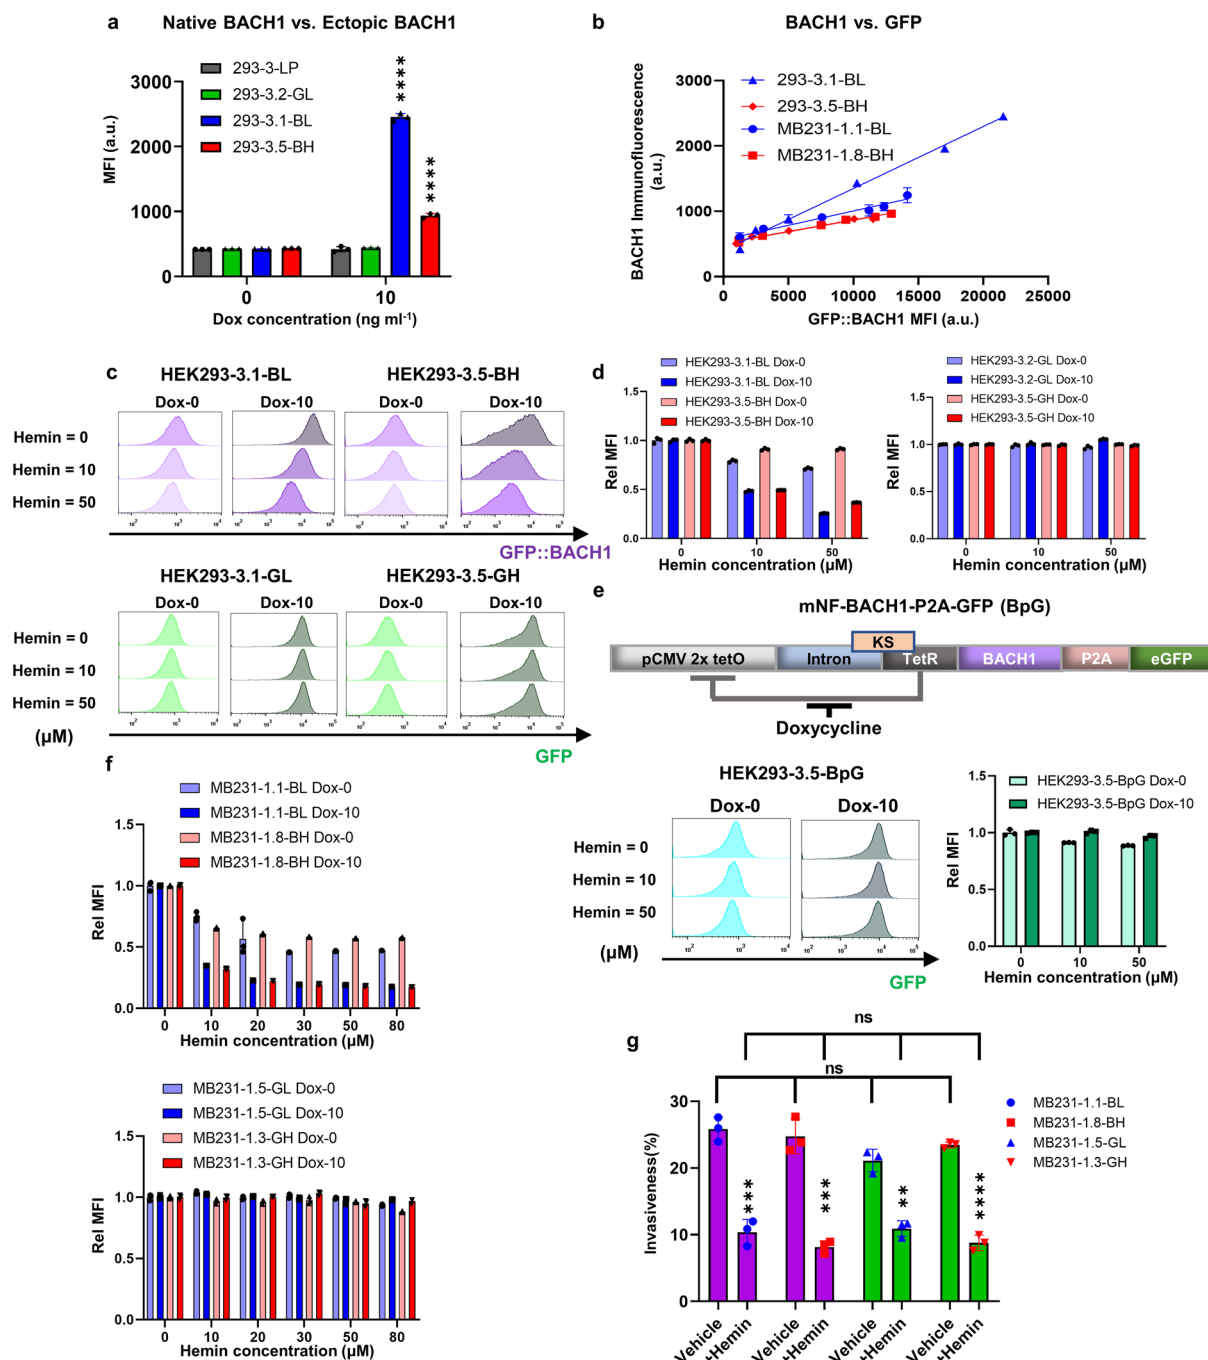 a
Native BACH1 vs. Ectopic BACH1
293-3-LP
293-3.2-GL
293-3.1-BL
293-3.5-BH
MFI (a.u.)
3000
2000
1000
0
****
****
0
10
Dox concentration (ng ml-1)
b
BACH1 vs. GFP
293-3.1-BL
293-3.5-BH
MB231-1.1-BL
MB231-1.8-BH
BACH1 Immunofluorescence
(a.u.)
3000
2000
1000
0
0
5000
10000
15000
20000
25000
GFP::BACH1 MFI (a.u.)
c
HEK293-3.1-BL
HEK293-3.5-BH
Dox-0
Dox-10
Dox-0
Dox-10
Hemin = 0
Hemin = 10
Hemin = 50
GFP::BACH1
HEK293-3.1-GL
HEK293-3.5-GH
Dox-0
Dox-10
Dox-0
Dox-10
Hemin = 0
Hemin = 10
Hemin = 50
(µM)
GFP
d
HEK293-3.1-BL Dox-0
HEK293-3.1-BL Dox-10
HEK293-3.5-BH Dox-0
HEK293-3.5-BH Dox-10
Rel MFI
1.5
1.0
0.5
0.0
0
10
50
Hemin concentration (µM)
HEK293-3.2-GL Dox-0
HEK293-3.2-GL Dox-10
HEK293-3.5-GH Dox-0
HEK293-3.5-GH Dox-10
Rel MFI
1.5
1.0
0.5
0.0
0
10
50
Hemin concentration (µM)
e
mNF-BACH1-P2A-GFP (BpG)
KS
pCMV 2x tetO
Intron
TetR
BACH1
P2A
eGFP
Doxycycline
HEK293-3.5-BpG
Dox-0
Dox-10
Hemin = 0
Hemin = 10
Hemin = 50
(µM)
GFP
HEK293-3.5-BpG Dox-0
HEK293-3.5-BpG Dox-10
Rel MFI
1.5
1.0
0.5
0.0
0
10
50
Hemin concentration (µM)
f
MB231-1.1-BL Dox-0
MB231-1.1-BL Dox-10
MB231-1.8-BH Dox-0
MB231-1.8-BH Dox-10
Rel MFI
1.5
1.0
0.5
0.0
0
10
20
30
50
80
Hemin concentration (µM)
MB231-1.5-GL Dox-0
MB231-1.5-GL Dox-10
MB231-1.3-GH Dox-0
MB231-1.3-GH Dox-10
Rel MFI
1.5
1.0
0.5
0.0
0
10
20
30
50
80
Hemin concentration (µM)
g
ns
ns
Invasiveness(%)
30
20
10
0
***
***
**
****
MB231-1.1-BL
MB231-1.8-BH
MB231-1.5-GL
MB231-1.3-GH
Vehicle
+Hemin
Vehicle
+Hemin
Vehicle
+Hemin
Vehicle
+Hemin